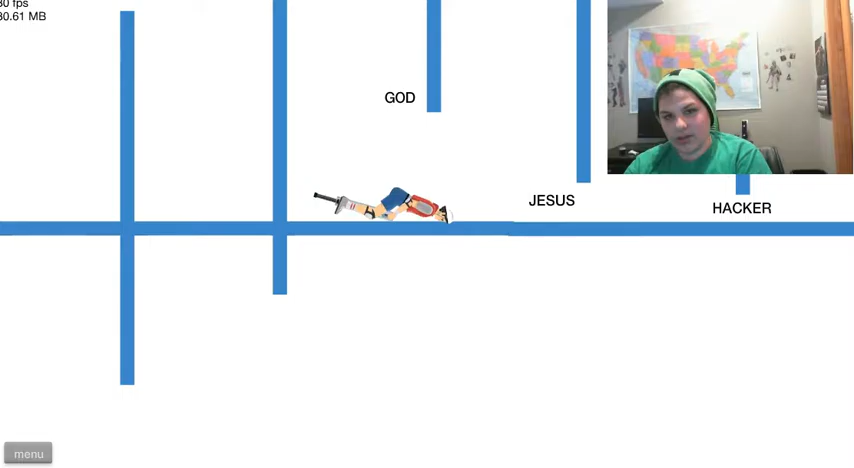 30 fps
30.61 MB
GOD
JESUS
HACKER
menu